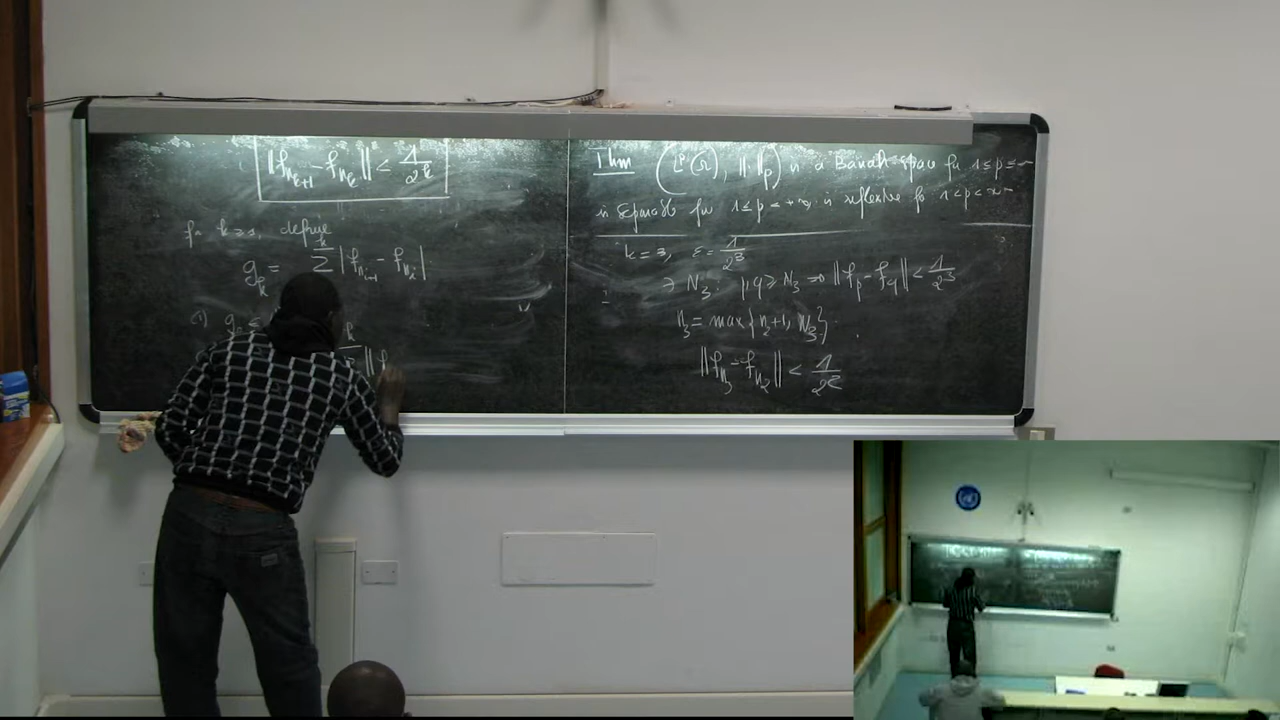 ‖f_{n_{k+1}} - f_{n_k}‖ < 1/2^k
for k ≥ 1, define
g_k = ∑^k |f_{n_{i+1}} - f_{n_i}|
1)
Thm (L^p(Ω), ‖ ‖_p) is a Banach space for 1 ≤ p ≤ ∞
is separable for 1 ≤ p < +∞, is reflexive for 1 < p < ∞
k = 3, ε = 1/2^3
∃ N_3 : p,q ≥ N_3 ⇒ ‖f_p - f_q‖ < 1/2^3
n_3 = max{n_2+1, N_3}
‖f_{n_3} - f_{n_2}‖ < 1/2^2